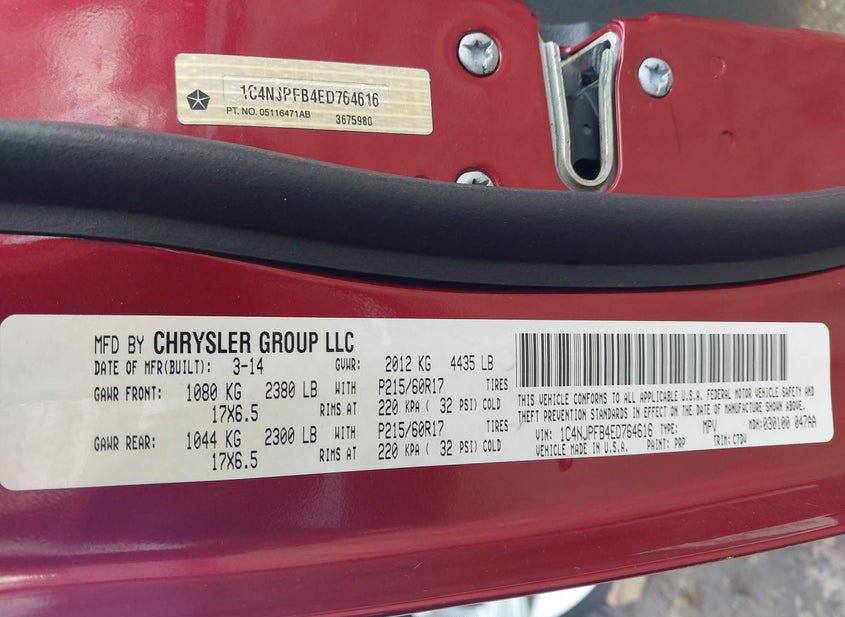 1C4NJPFB4ED764616
PT. NO. 05116471AB 3675980
MFD BY CHRYSLER GROUP LLC
DATE OF MFR(BUILT): 3-14 GVWR: 2012 KG 4435 LB
GAWR FRONT: 1080 KG 2380 LB WITH P215/60R17 TIRES
17X6.5 RIMS AT 220 KPA ( 32 PSI) COLD
GAWR REAR: 1044 KG 2300 LB WITH P215/60R17 TIRES
17X6.5 RIMS AT 220 KPA ( 32 PSI) COLD
THIS VEHICLE CONFORMS TO ALL APPLICABLE U.S.A. FEDERAL MOTOR VEHICLE SAFETY AND
THEFT PREVENTION STANDARDS IN EFFECT ON THE DATE OF MANUFACTURE SHOWN ABOVE.
VIN: 1C4NJPFB4ED764616 TYPE: MPV MDH:030100 047AA
VEHICLE MADE IN U.S.A. PAINT: PRP TRIM: C7DV